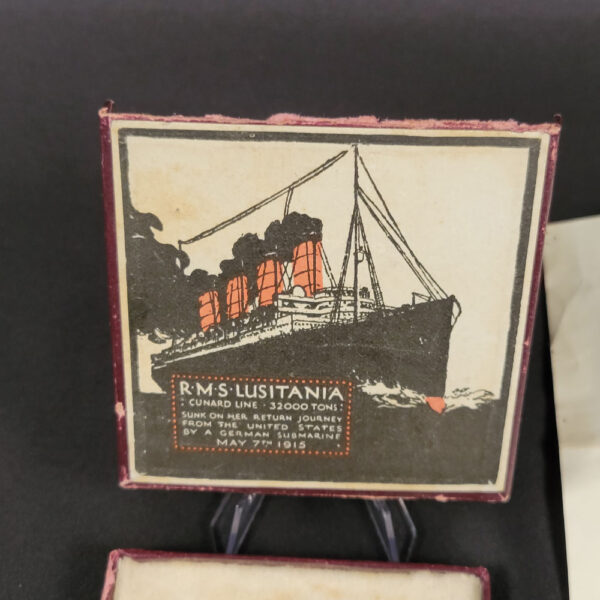 R·M·S·LUSITANIA
: CUNARD LINE · 32000 TONS :
SUNK ON HER RETURN JOURNEY
FROM THE UNITED STATES
BY A GERMAN SUBMARINE
MAY 7TH 1915